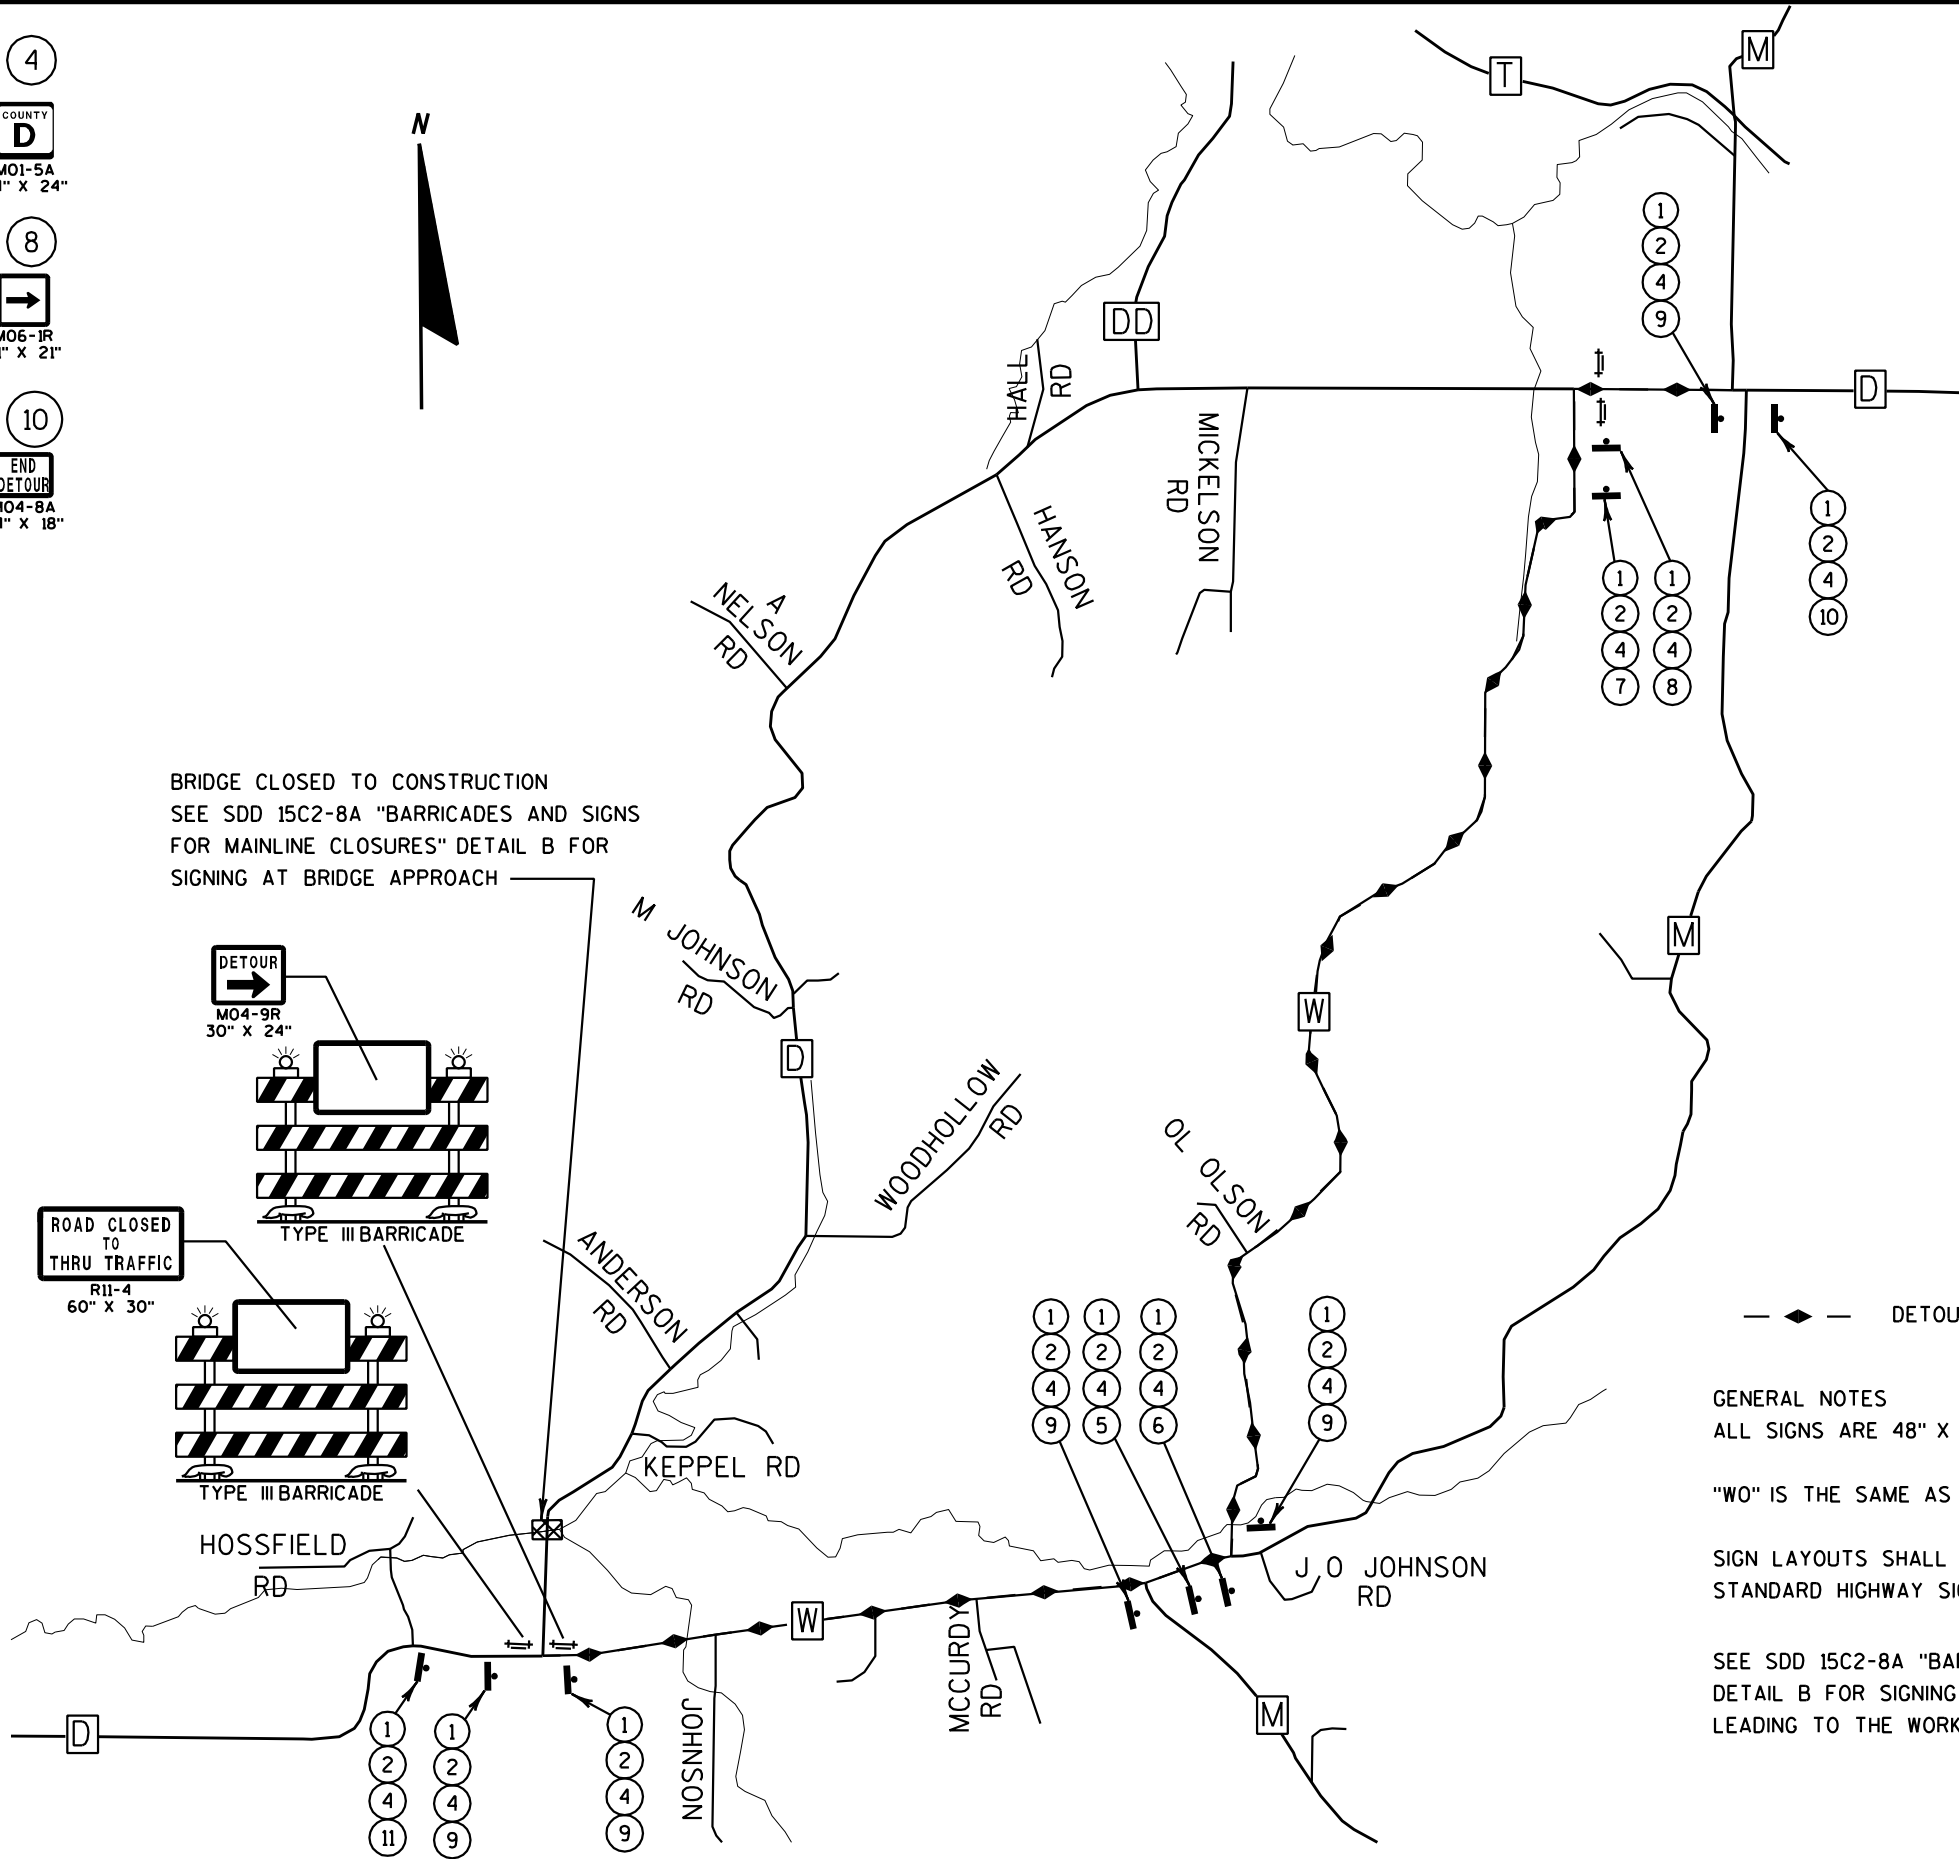 4
COUNTY
D
M01-5A
" X 24"
8
M06-1R
" X 21"
10
END
DETOUR
M04-8A
" X 18"
N
T
M
DD
D
HALL
RD
MICKELSON
RD
HANSON
RD
A
NELSON
RD
1
2
4
9
1
2
4
10
1
2
4
7
1
2
4
8
BRIDGE CLOSED TO CONSTRUCTION
SEE SDD 15C2-8A "BARRICADES AND SIGNS
FOR MAINLINE CLOSURES" DETAIL B FOR
SIGNING AT BRIDGE APPROACH
M JOHNSON
RD
M
W
D
DETOUR
M04-9R
30" X 24"
TYPE III BARRICADE
WOODHOLLOW
RD
OL OLSON
RD
ROAD CLOSED
TO
THRU TRAFFIC
R11-4
60" X 30"
TYPE III BARRICADE
ANDERSON
RD
KEPPEL RD
1
2
4
9
1
2
4
5
1
2
4
6
1
2
4
9
DETOU
GENERAL NOTES
ALL SIGNS ARE 48" X
"WO" IS THE SAME AS
SIGN LAYOUTS SHALL
STANDARD HIGHWAY SI
SEE SDD 15C2-8A "BA
DETAIL B FOR SIGNING
LEADING TO THE WORK
HOSSFIELD
RD
J O JOHNSON
RD
W
MCCURDY
RD
JOHNSON
M
D
1
2
4
11
1
2
4
9
1
2
4
9